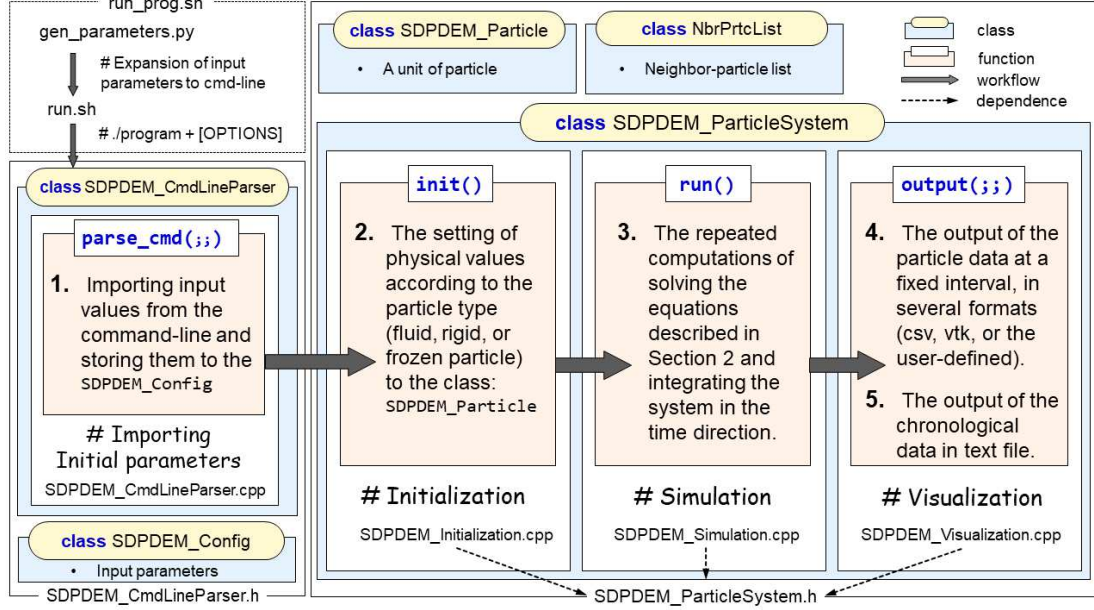 run_prog.sh
gen_parameters.py
# Expansion of input
parameters to cmd-line
run.sh
# ./program + [OPTIONS]
class SDPDEM_CmdLineParser
parse_cmd(;;)
1. Importing input
values from the
command-line and
storing them to the
SDPDEM_Config
# Importing
Initial parameters
SDPDEM_CmdLineParser.cpp
class SDPDEM_Config
• Input parameters
SDPDEM_CmdLineParser.h
class SDPDEM_Particle
• A unit of particle
class NbrPrtcList
• Neighbor-particle list
class
function
workflow
dependence
class SDPDEM_ParticleSystem
init()
2. The setting of
physical values
according to the
particle type
(fluid, rigid, or
frozen particle)
to the class:
SDPDEM_Particle
# Initialization
SDPDEM_Initialization.cpp
run()
3. The repeated
computations of
solving the
equations
described in
Section 2 and
integrating the
system in the
time direction.
# Simulation
SDPDEM_Simulation.cpp
output(;;)
4. The output of the
particle data at a
fixed interval, in
several formats
(csv, vtk, or the
user-defined).
5. The output of the
chronological
data in text file.
# Visualization
SDPDEM_Visualization.cpp
SDPDEM_ParticleSystem.h